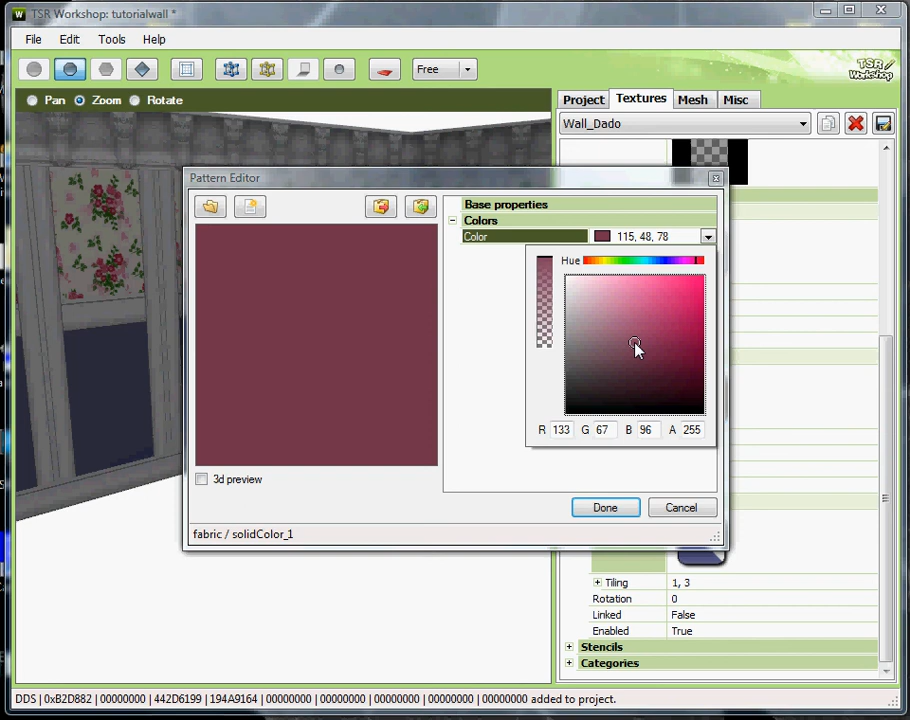 TSR Workshop: tutorialwall *
File Edit Tools Help
Free
TSR
Workshop
Pan Zoom Rotate
Project Textures Mesh Misc
Wall_Dado
Pattern Editor
Base properties
Colors
Color 115, 48, 78
Hue
R 133 G 67 B 96 A 255
3d preview
Done Cancel
fabric / solidColor_1
Tiling 1, 3
Rotation 0
Linked False
Enabled True
Stencils
Categories
DDS | 0xB2D882 | 00000000 | 442D6199 | 194A9164 | 00000000 | 00000000 | 00000000 | 00000000 | 00000000 added to project.